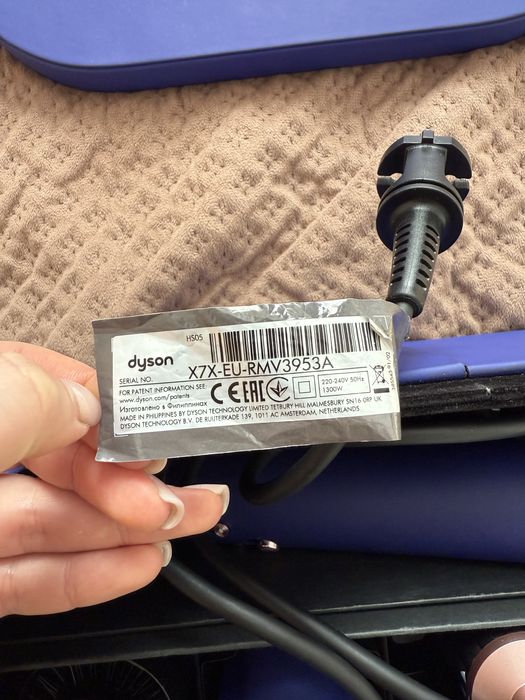 HS05
dyson
SERIAL NO.
X7X-EU-RMV3953A
FOR PATENT INFORMATION SEE:
www.dyson.com/patents
CE EAC
220-240V 50Hz
1300W
Изготовлено в Филиппинах
MADE IN PHILIPPINES BY DYSON TECHNOLOGY LIMITED TETBURY HILL MALMESBURY SN16 0RP UK
DYSON TECHNOLOGY B.V. DE RUIJTERKADE 139, 1011 AC AMSTERDAM, NETHERLANDS